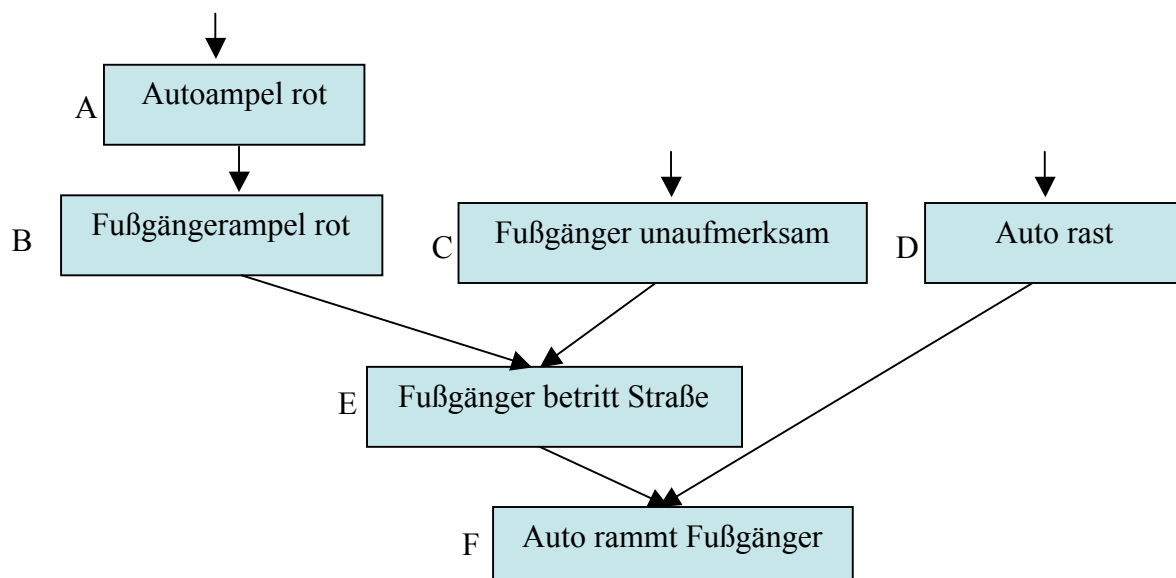 A Autoampel rot
B Fußgängerampel rot
C Fußgänger unaufmerksam
D Auto rast
E Fußgänger betritt Straße
F Auto rammt Fußgänger